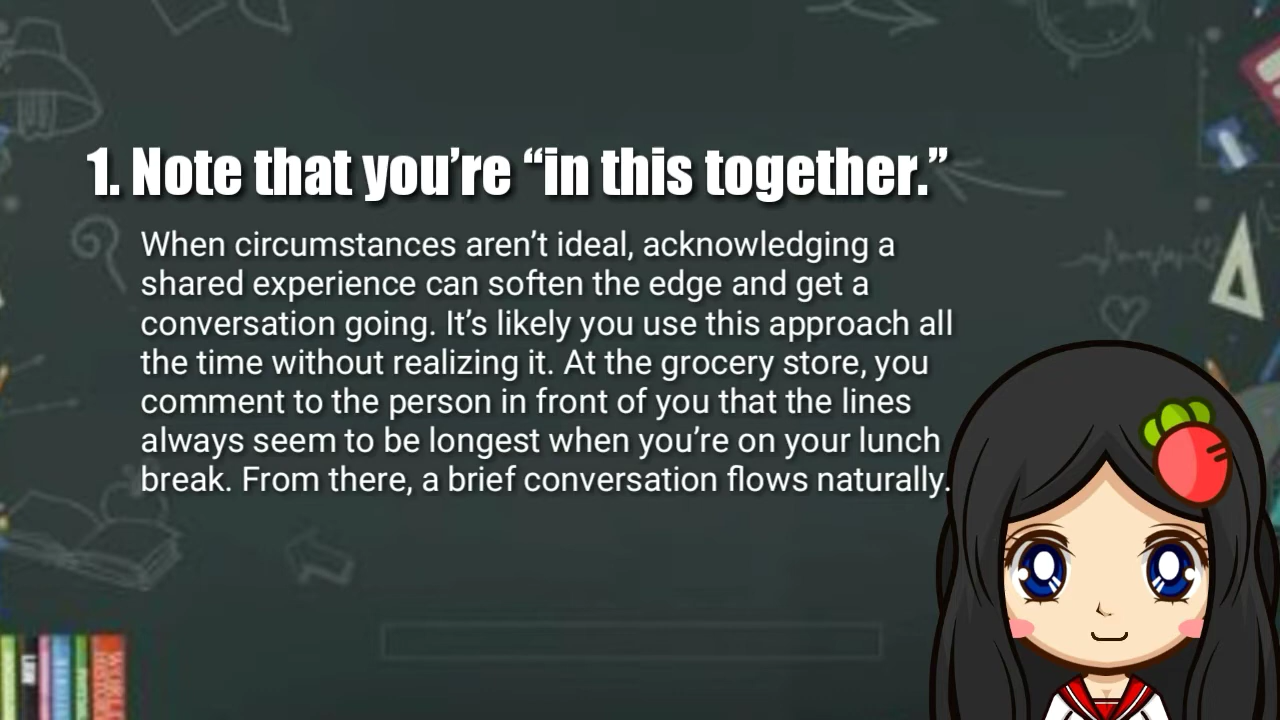 1. Note that you’re “in this together.”
When circumstances aren’t ideal, acknowledging a
shared experience can soften the edge and get a
conversation going. It’s likely you use this approach all
the time without realizing it. At the grocery store, you
comment to the person in front of you that the lines
always seem to be longest when you’re on your lunch
break. From there, a brief conversation flows naturally.